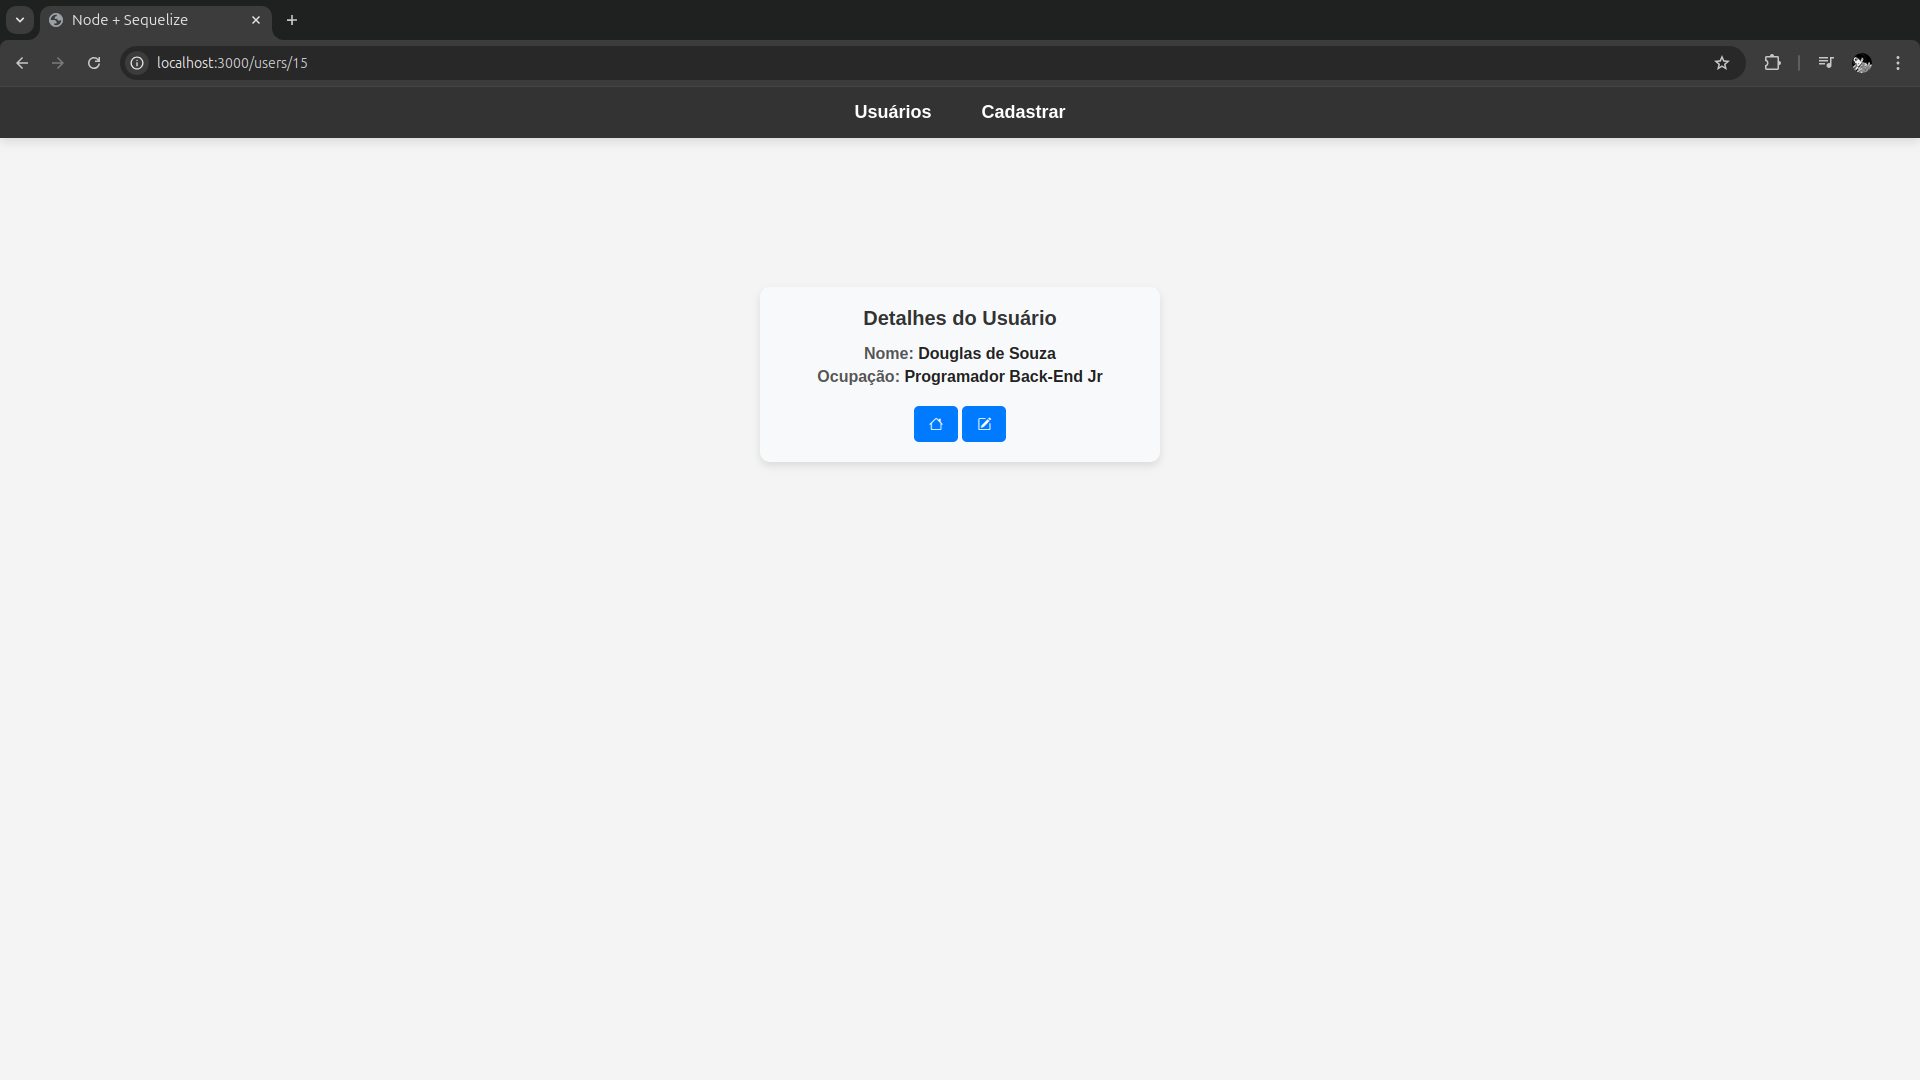 Node + Sequelize
localhost:3000/users/15
Usuários Cadastrar
Detalhes do Usuário
Nome: Douglas de Souza
Ocupação: Programador Back-End Jr